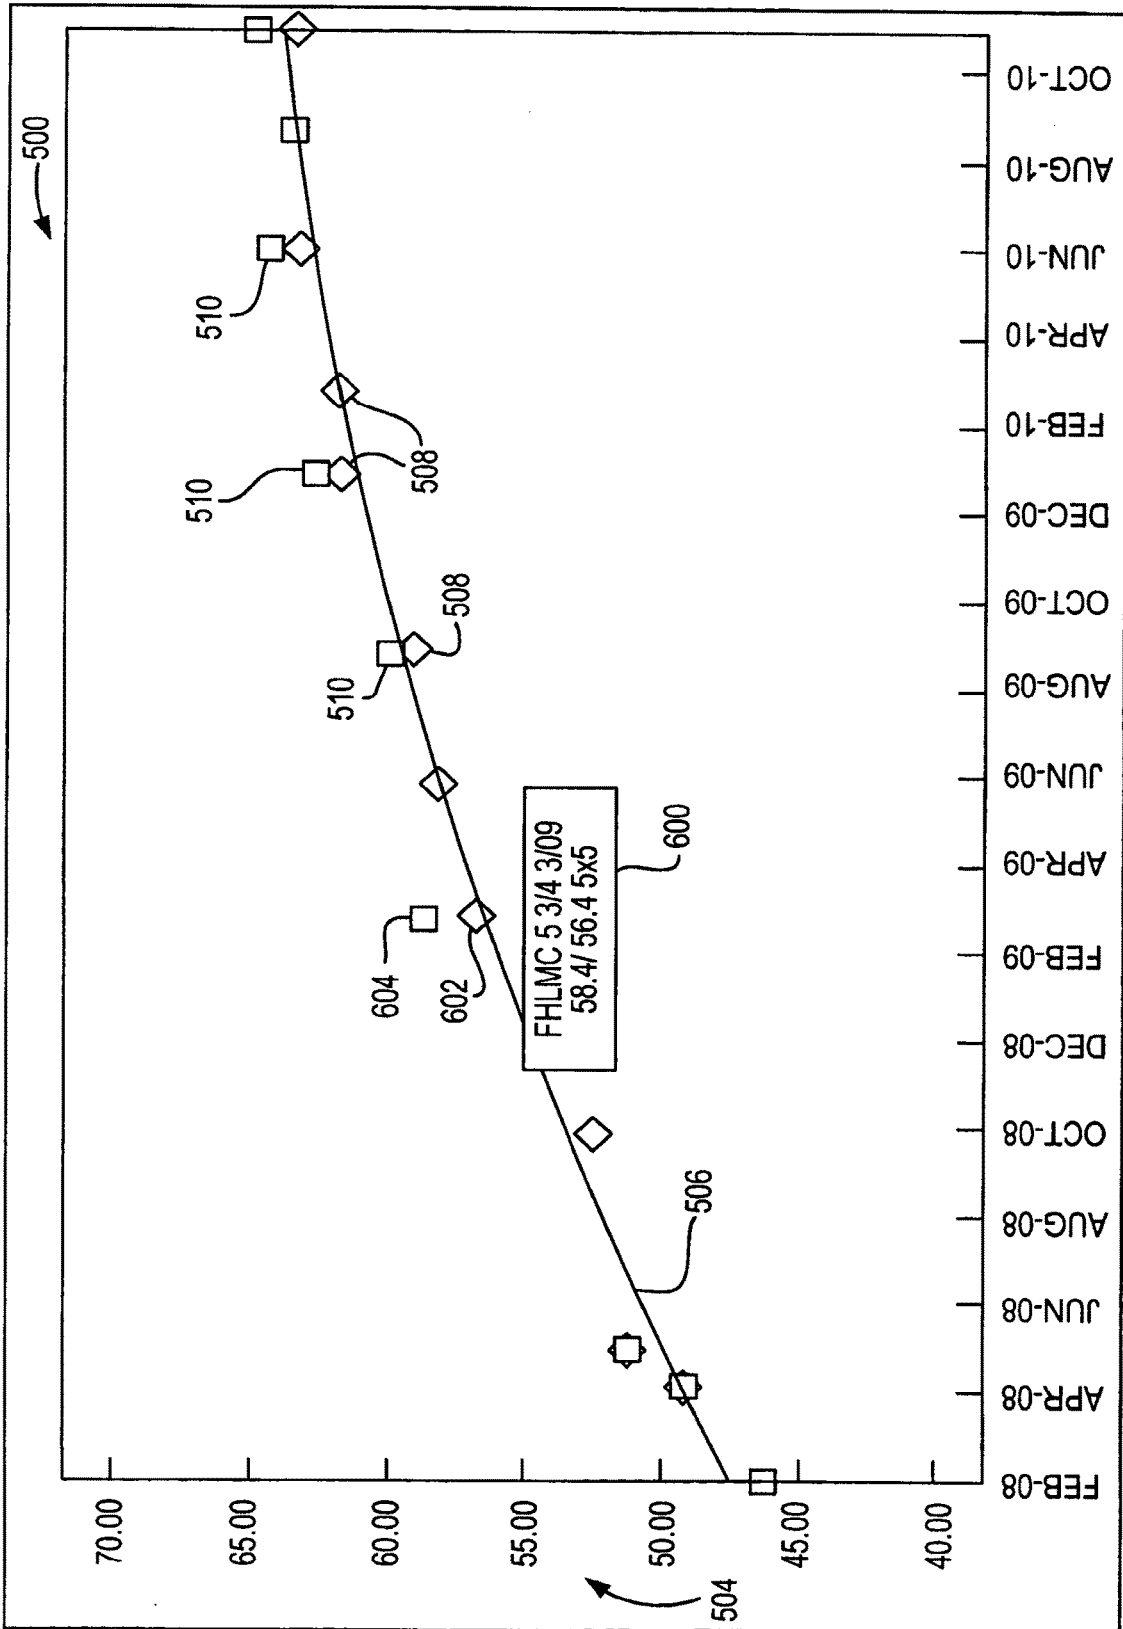 500
70.00
65.00
60.00
55.00
50.00
45.00
40.00
504
510
510
508
510
508
604
602
FHLMC 5 3/4 3/09
58.4/ 56.4 5x5
600
506
FEB-08
APR-08
JUN-08
AUG-08
OCT-08
DEC-08
FEB-09
APR-09
JUN-09
AUG-09
OCT-09
DEC-09
FEB-10
APR-10
JUN-10
AUG-10
OCT-10